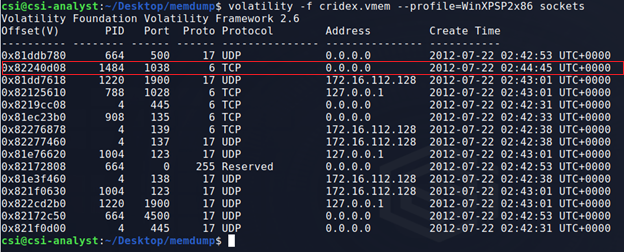 csi@csi-analyst:~/Desktop/memdump$ volatility -f cridex.vmem --profile=WinXPSP2x86 sockets
Volatility Foundation Volatility Framework 2.6
Offset(V) PID Port Proto Protocol Address Create Time
---------- -------- ------ ------ --------------- --------------- -----------
0x81ddb780 664 500 17 UDP 0.0.0.0 2012-07-22 02:42:53 UTC+0000
0x82240d08 1484 1038 6 TCP 0.0.0.0 2012-07-22 02:44:45 UTC+0000
0x81dd7618 1220 1900 17 UDP 172.16.112.128 2012-07-22 02:43:01 UTC+0000
0x82125610 788 1028 6 TCP 127.0.0.1 2012-07-22 02:43:01 UTC+0000
0x8219cc08 4 445 6 TCP 0.0.0.0 2012-07-22 02:42:31 UTC+0000
0x81ec23b0 908 135 6 TCP 0.0.0.0 2012-07-22 02:42:33 UTC+0000
0x82276878 4 139 6 TCP 172.16.112.128 2012-07-22 02:42:38 UTC+0000
0x82277460 4 137 17 UDP 172.16.112.128 2012-07-22 02:42:38 UTC+0000
0x81e76620 1004 123 17 UDP 127.0.0.1 2012-07-22 02:43:01 UTC+0000
0x82172808 664 0 255 Reserved 0.0.0.0 2012-07-22 02:42:53 UTC+0000
0x81e3f460 4 138 17 UDP 172.16.112.128 2012-07-22 02:42:38 UTC+0000
0x821f0630 1004 123 17 UDP 172.16.112.128 2012-07-22 02:43:01 UTC+0000
0x822cd2b0 1220 1900 17 UDP 127.0.0.1 2012-07-22 02:43:01 UTC+0000
0x82172c50 664 4500 17 UDP 0.0.0.0 2012-07-22 02:42:53 UTC+0000
0x821f0d00 4 445 17 UDP 0.0.0.0 2012-07-22 02:42:31 UTC+0000
csi@csi-analyst:~/Desktop/memdump$